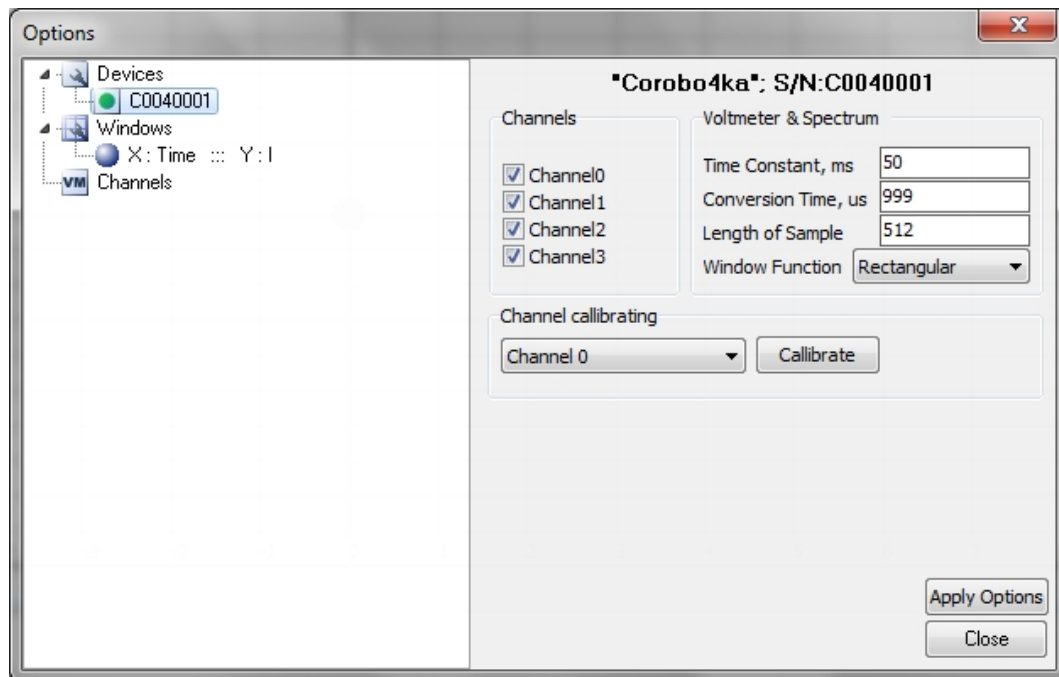 Options
Devices
C0040001
Windows
X : Time ::: Y : I
VM Channels
"Corobo4ka"; S/N:C0040001
Channels
Channel0
Channel1
Channel2
Channel3
Voltmeter & Spectrum
Time Constant, ms 50
Conversion Time, us 999
Length of Sample 512
Window Function Rectangular
Channel callibrating
Channel 0 Callibrate
Apply Options
Close